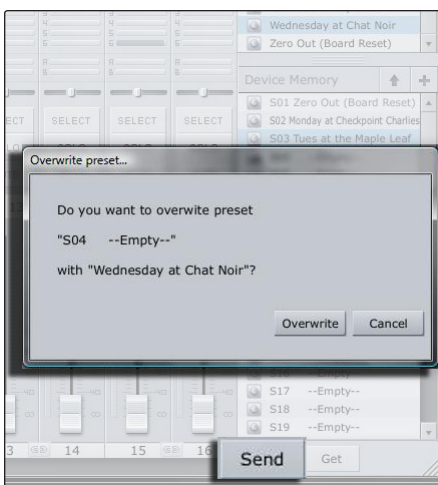 Wednesday at Chat Noir
Zero Out (Board Reset)
Device Memory
S01 Zero Out (Board Reset)
SELECT SELECT SELECT
S02 Monday at Checkpoint Charlies
S03 Tues at the Maple Leaf
Overwrite preset...
Do you want to overwite preset
"S04 --Empty--"
with "Wednesday at Chat Noir"?
Overwrite Cancel
S17 --Empty--
S18 --Empty--
S19 --Empty--
3 14 15 16
Send Get